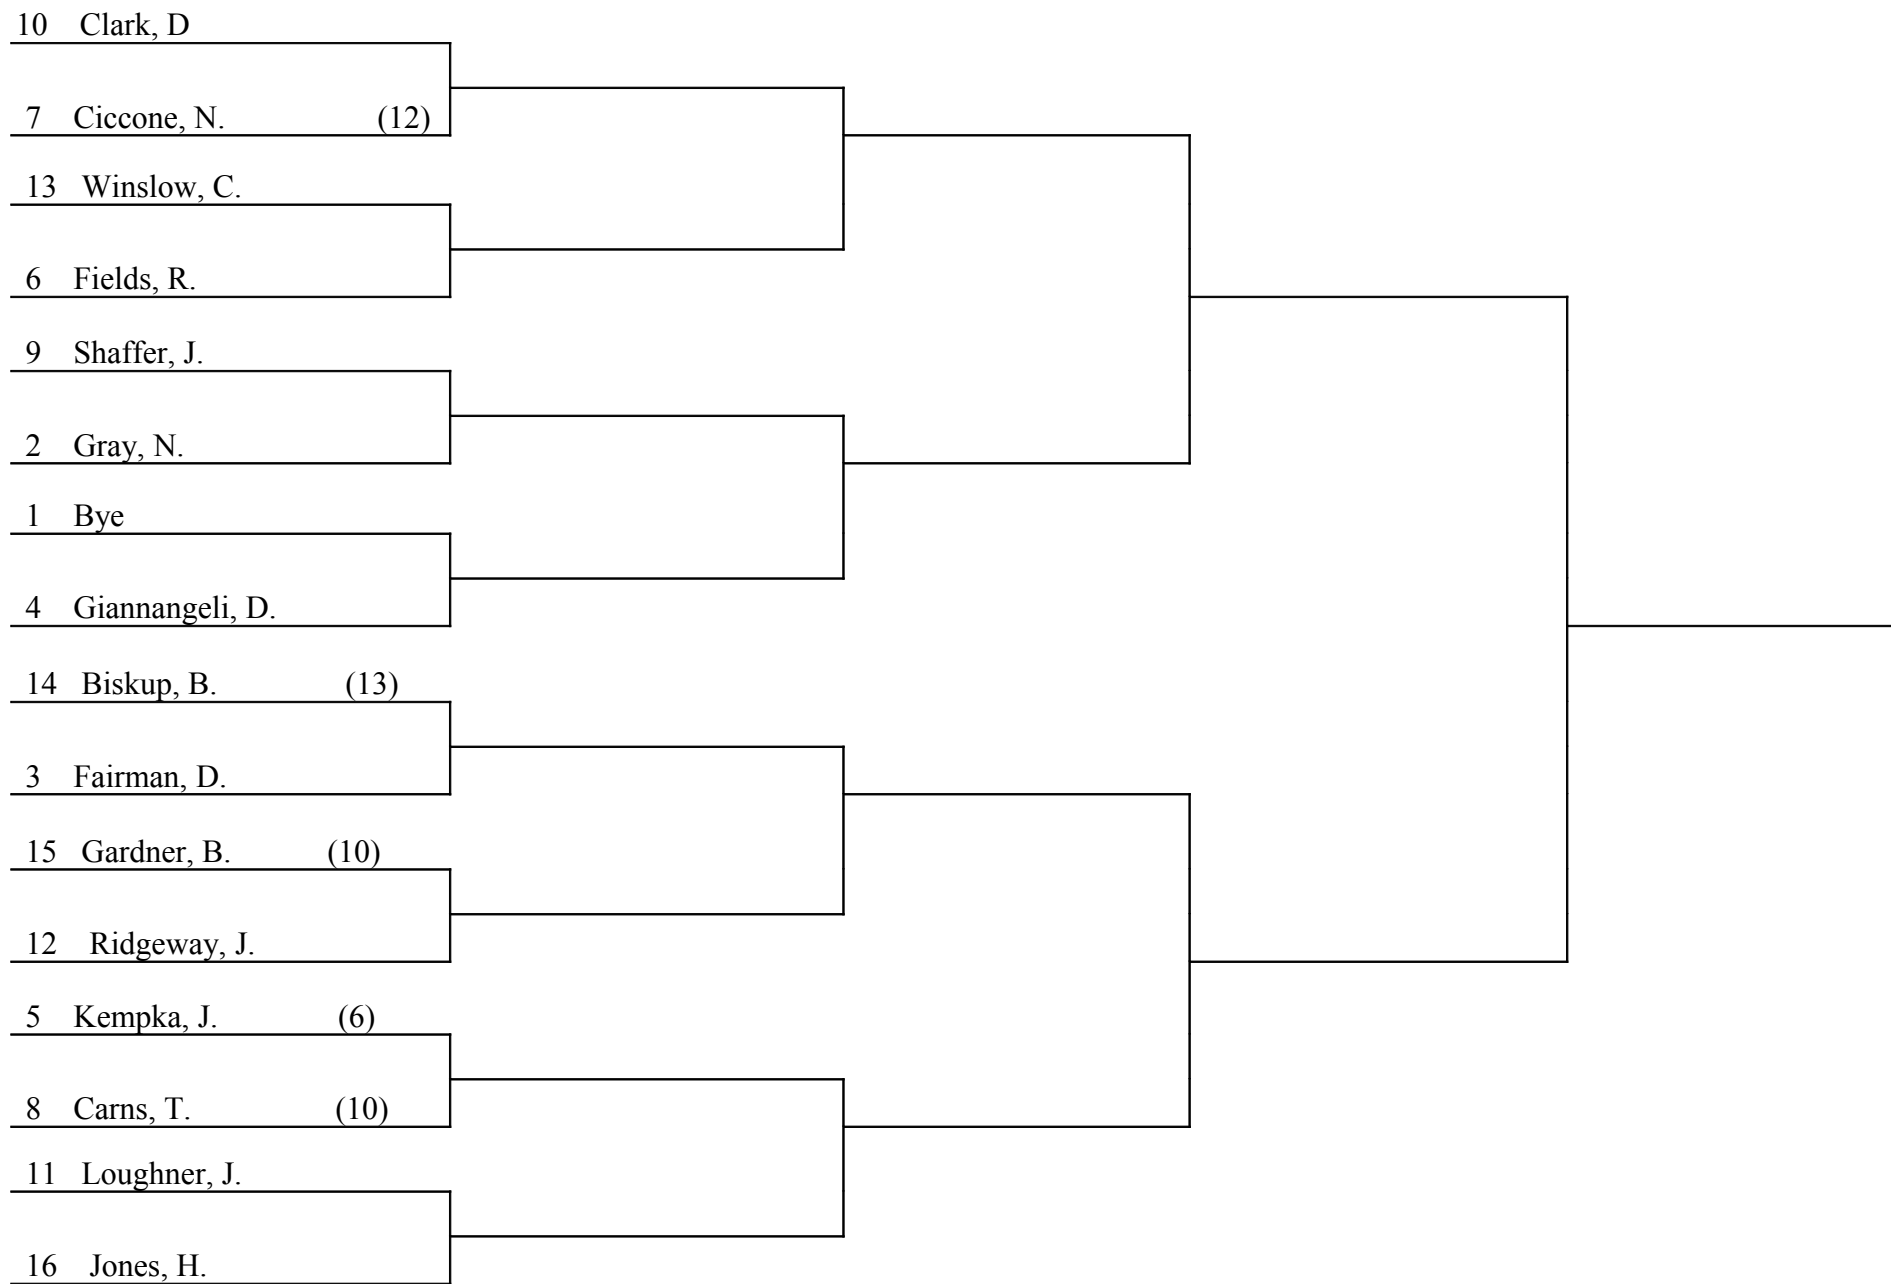 10 Clark, D
7 Ciccone, N. (12)
13 Winslow, C.
6 Fields, R.
9 Shaffer, J.
2 Gray, N.
1 Bye
4 Giannangeli, D.
14 Biskup, B. (13)
3 Fairman, D.
15 Gardner, B. (10)
12 Ridgeway, J.
5 Kempka, J. (6)
8 Carns, T. (10)
11 Loughner, J.
16 Jones, H.